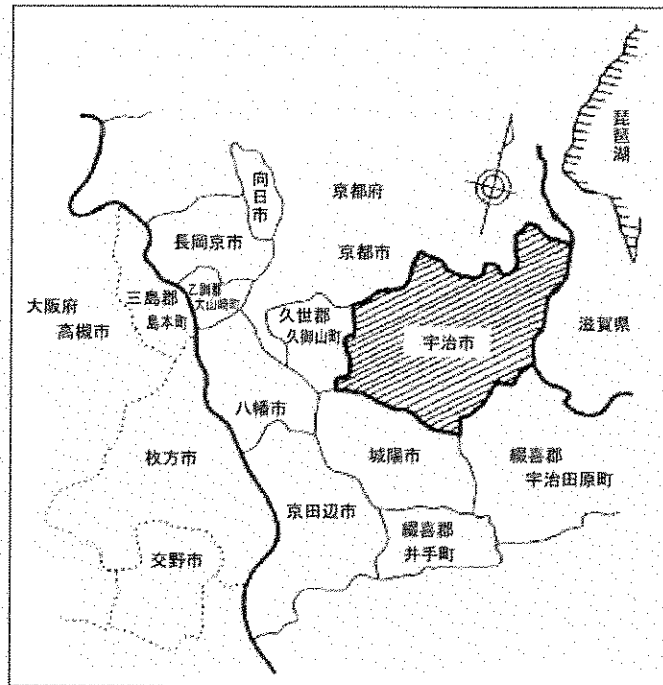 琵琶湖
京都府
向日市
長岡京市
京都市
乙訓郡
大山崎町
三島郡
島本町
大阪府
高槻市
久世郡
久御山町
宇治市
滋賀県
八幡市
枚方市
城陽市
綴喜郡
宇治田原町
京田辺市
綴喜郡
井手町
交野市